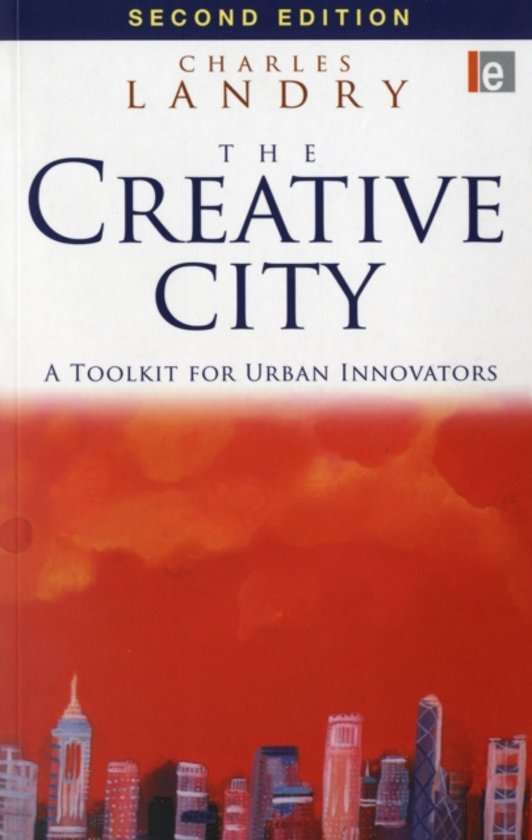 SECOND EDITION
CHARLES
LANDRY
e
THE
CREATIVE
CITY
A TOOLKIT FOR URBAN INNOVATORS